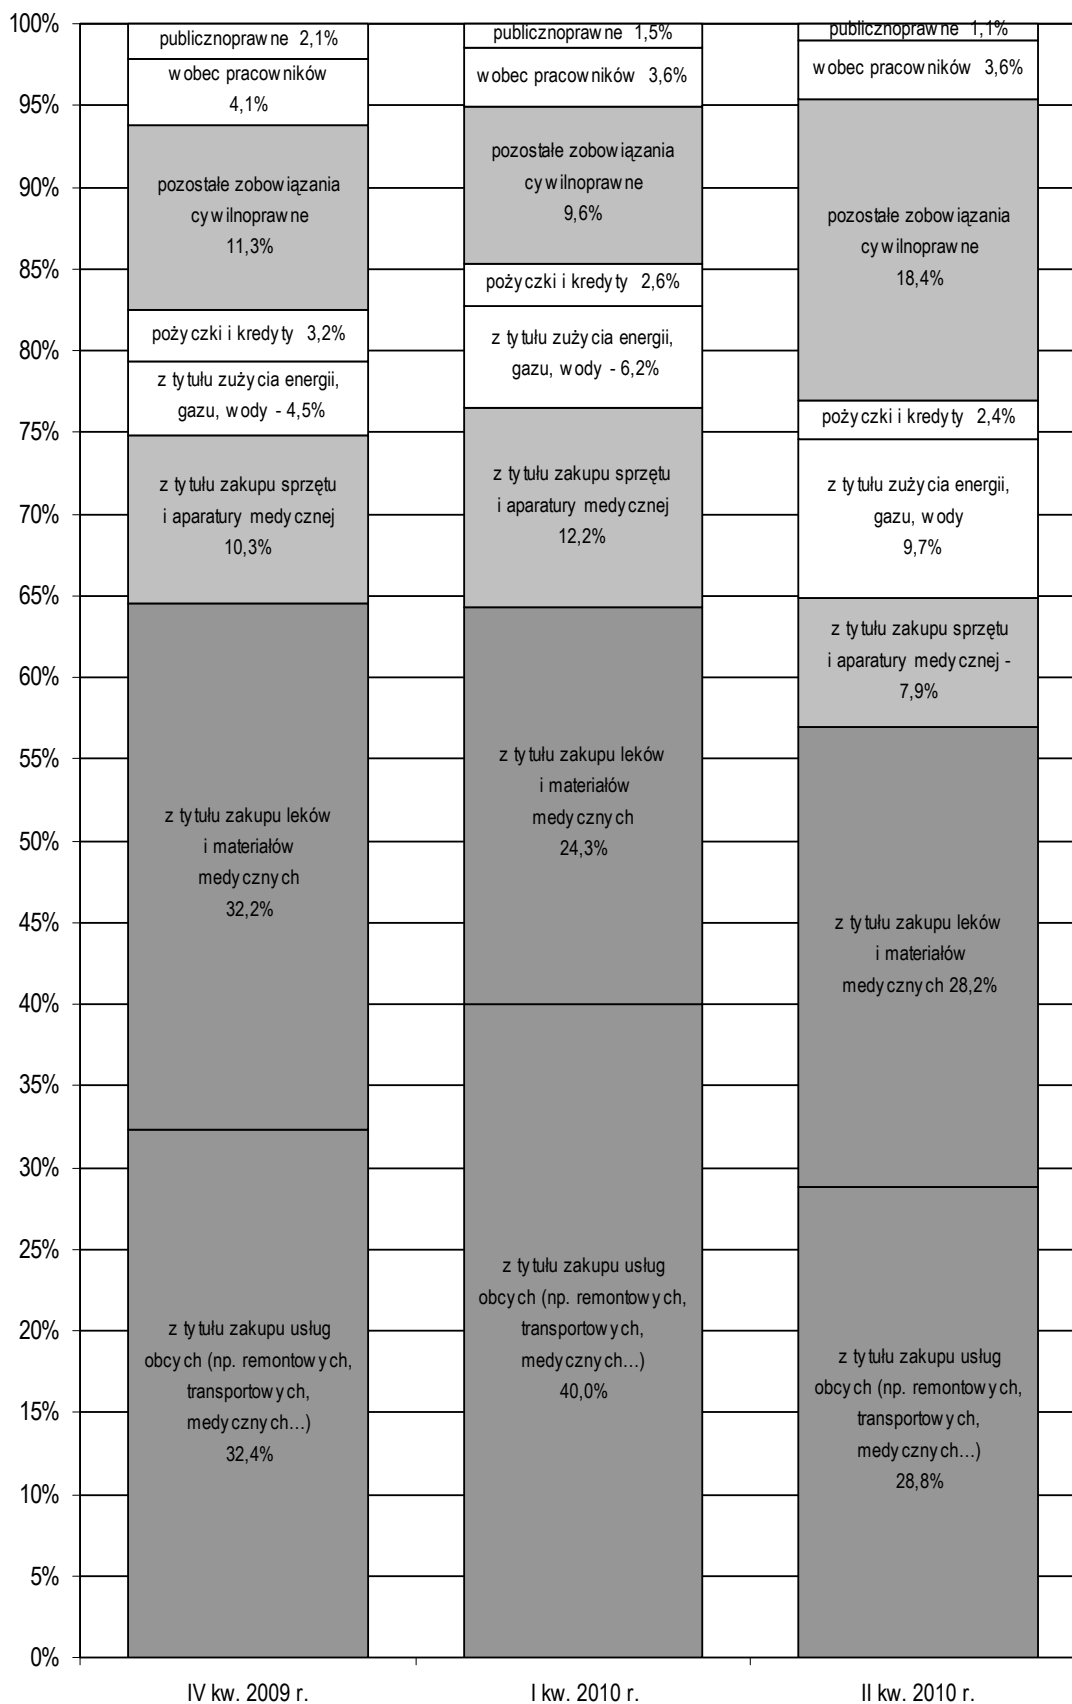 100%
95%
90%
85%
80%
75%
70%
65%
60%
55%
50%
45%
40%
35%
30%
25%
20%
15%
10%
5%
0%
publicznoprawne 2,1%
wobec pracowników
4,1%
pozostałe zobowiązania
cywilnoprawne
11,3%
pożyczki i kredyty 3,2%
z tytułu zużycia energii,
gazu, wody - 4,5%
z tytułu zakupu sprzętu
i aparatury medycznej
10,3%
z tytułu zakupu leków
i materiałów
medycznych
32,2%
z tytułu zakupu usług
obcych (np. remontowych,
transportowych,
medycznych...)
32,4%
publicznoprawne 1,5%
wobec pracowników 3,6%
pozostałe zobowiązania
cywilnoprawne
9,6%
pożyczki i kredyty 2,6%
z tytułu zużycia energii,
gazu, wody - 6,2%
z tytułu zakupu sprzętu
i aparatury medycznej
12,2%
z tytułu zakupu leków
i materiałów
medycznych
24,3%
z tytułu zakupu usług
obcych (np. remontowych,
transportowych,
medycznych...)
40,0%
publicznoprawne 1,1%
wobec pracowników 3,6%
pozostałe zobowiązania
cywilnoprawne
18,4%
pożyczki i kredyty 2,4%
z tytułu zużycia energii,
gazu, wody
9,7%
z tytułu zakupu sprzętu
i aparatury medycznej -
7,9%
z tytułu zakupu leków
i materiałów
medycznych 28,2%
z tytułu zakupu usług
obcych (np. remontowych,
transportowych,
medycznych...)
28,8%
IV kw. 2009 r.
I kw. 2010 r.
II kw. 2010 r.